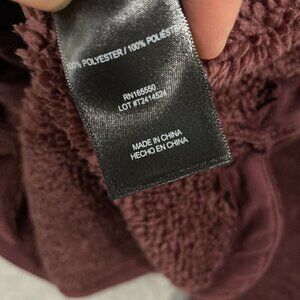 100% POLYESTER / 100% POLIÉSTER
RN165550
LOT #T2414524
MADE IN CHINA
HECHO EN CHINA